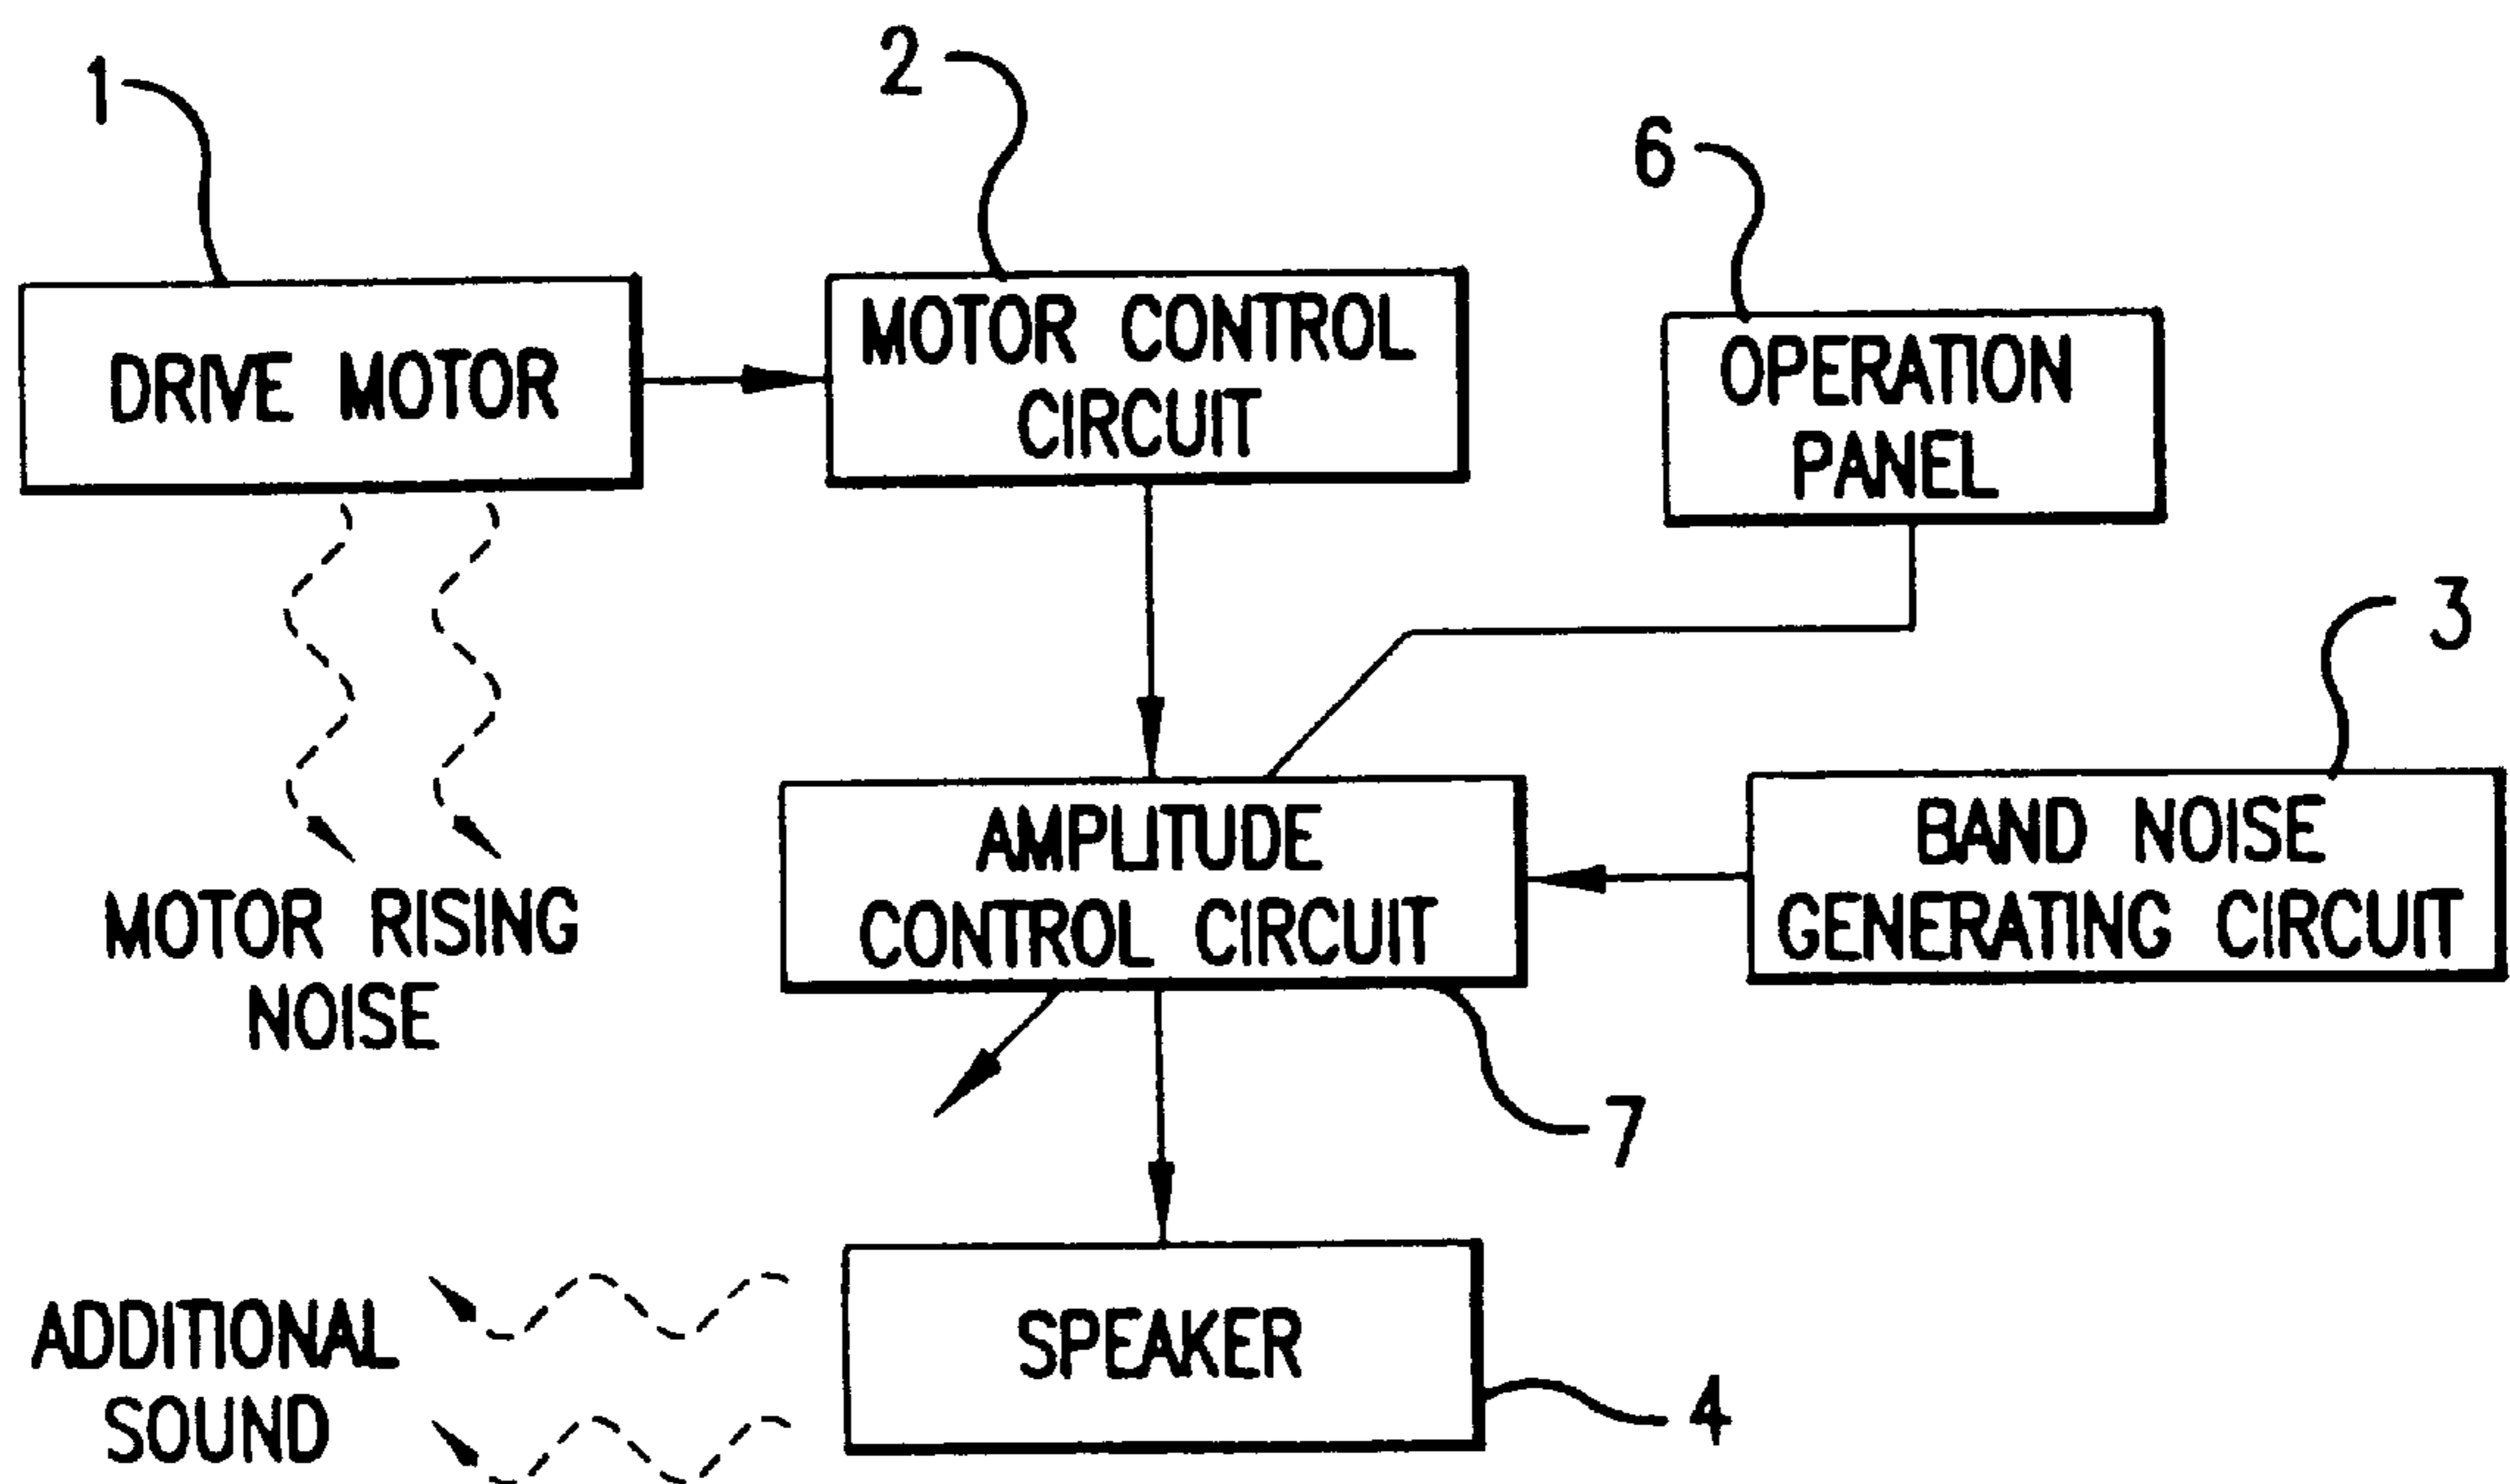 1
2
6
DRIVE MOTOR
MOTOR CONTROL
CIRCUIT
OPERATION
PANEL
3
AMPLITUDE
CONTROL CIRCUIT
BAND NOISE
GENERATING CIRCUIT
MOTOR RISING
NOISE
7
SPEAKER
4
ADDITIONAL
SOUND